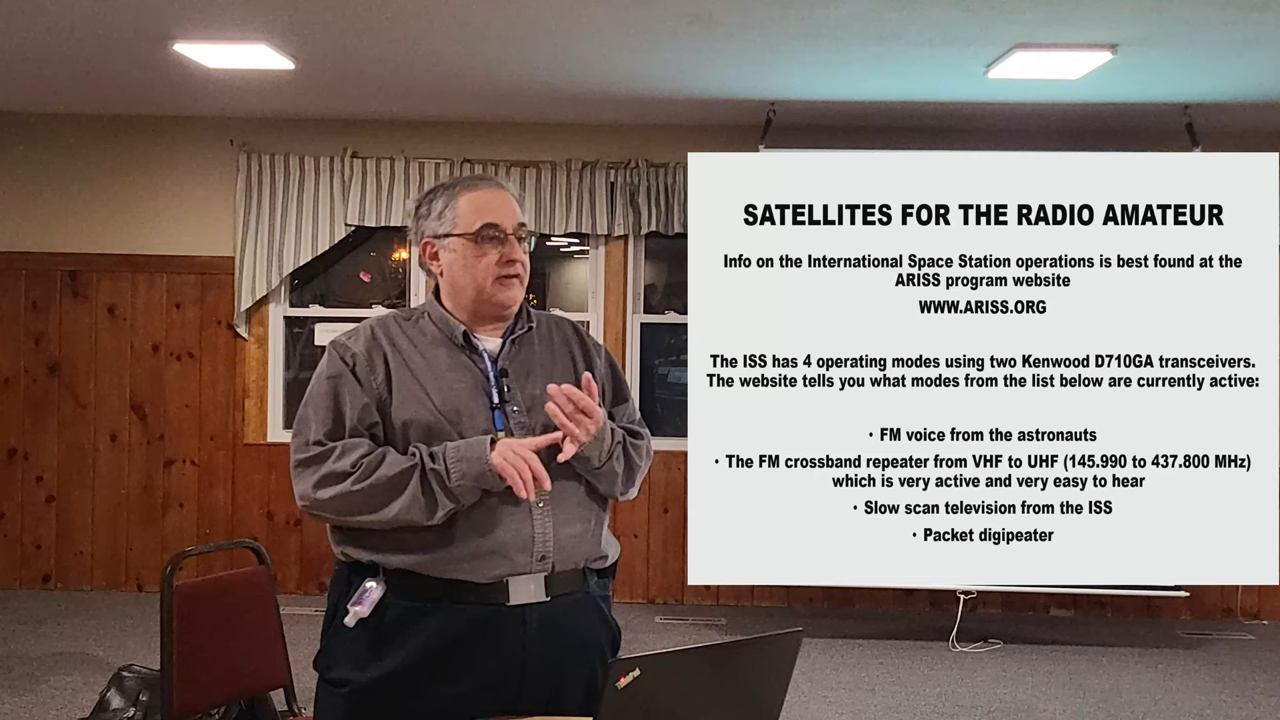 SATELLITES FOR THE RADIO AMATEUR
Info on the International Space Station operations is best found at the
ARISS program website
WWW.ARISS.ORG
The ISS has 4 operating modes using two Kenwood D710GA transceivers.
The website tells you what modes from the list below are currently active:
• FM voice from the astronauts
• The FM crossband repeater from VHF to UHF (145.990 to 437.800 MHz)
which is very active and very easy to hear
• Slow scan television from the ISS
• Packet digipeater
ThinkPad